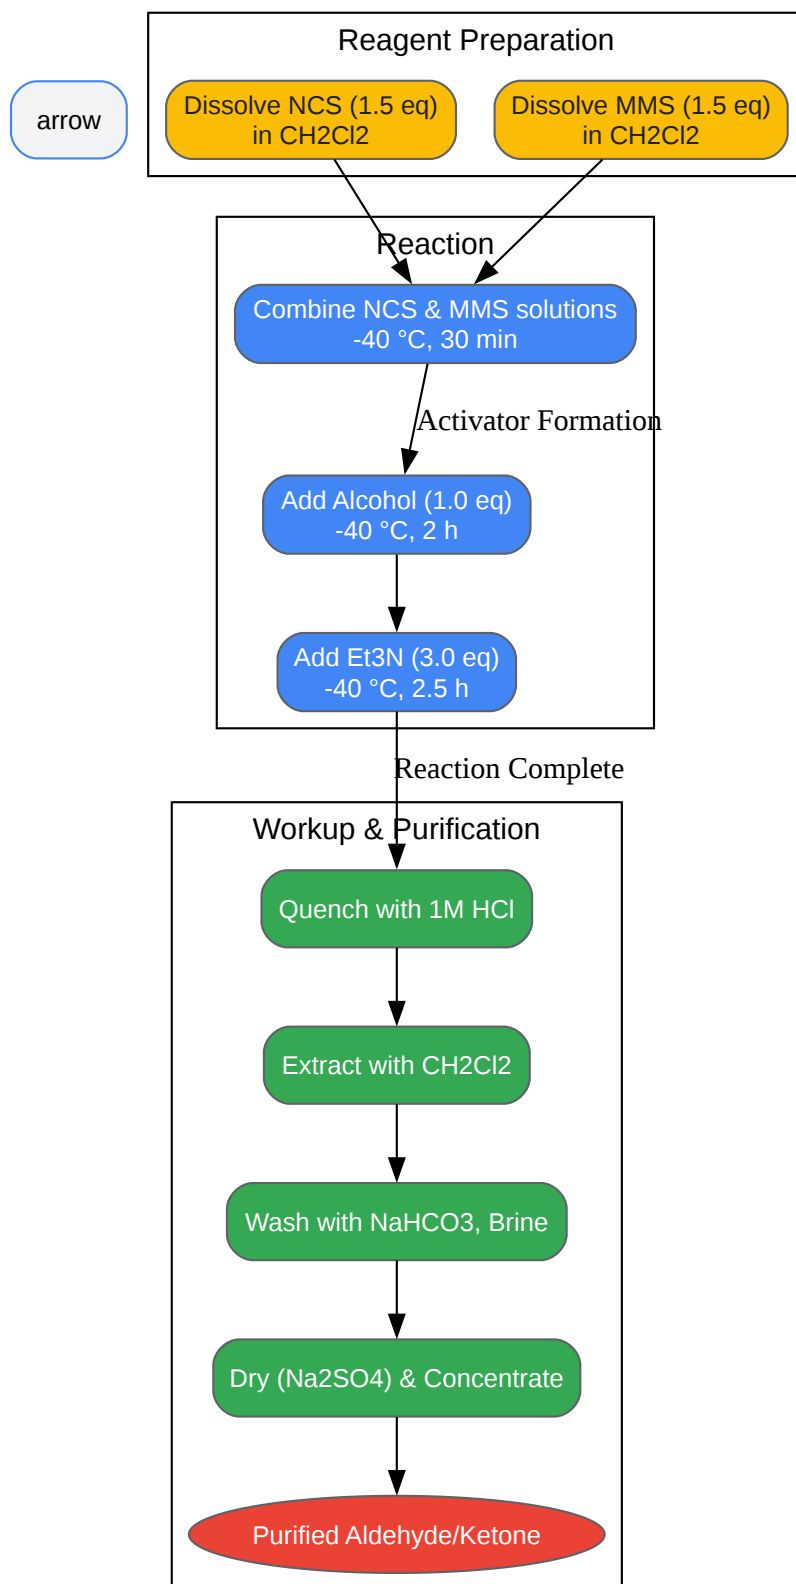 Reagent Preparation
arrow
Dissolve NCS (1.5 eq)
in CH2Cl2
Dissolve MMS (1.5 eq)
in CH2Cl2
Reaction
Combine NCS & MMS solutions
-40 °C, 30 min
Activator Formation
Add Alcohol (1.0 eq)
-40 °C, 2 h
Add Et3N (3.0 eq)
-40 °C, 2.5 h
Reaction Complete
Workup & Purification
Quench with 1M HCl
Extract with CH2Cl2
Wash with NaHCO3, Brine
Dry (Na2SO4) & Concentrate
Purified Aldehyde/Ketone